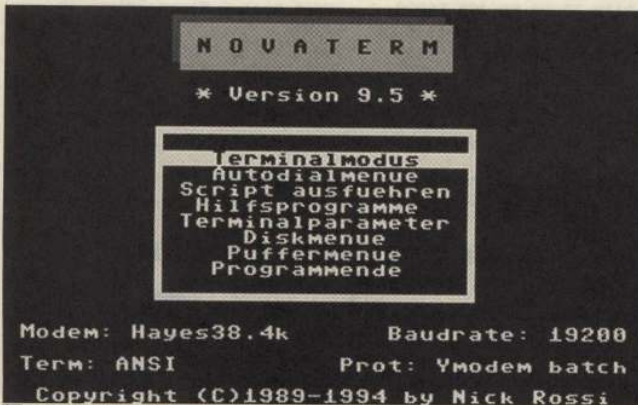 NOVATERM
* Version 9.5 *
Terminalmodus
Autodialmenue
Script ausfuehren
Hilfsprogramme
Terminalparameter
Diskmenue
Puffermenue
Programmende
Modem: Hayes38.4k Baudrate: 19200
Term: ANSI Prot: Ymodem batch
Copyright (C)1989-1994 by Nick Rossi